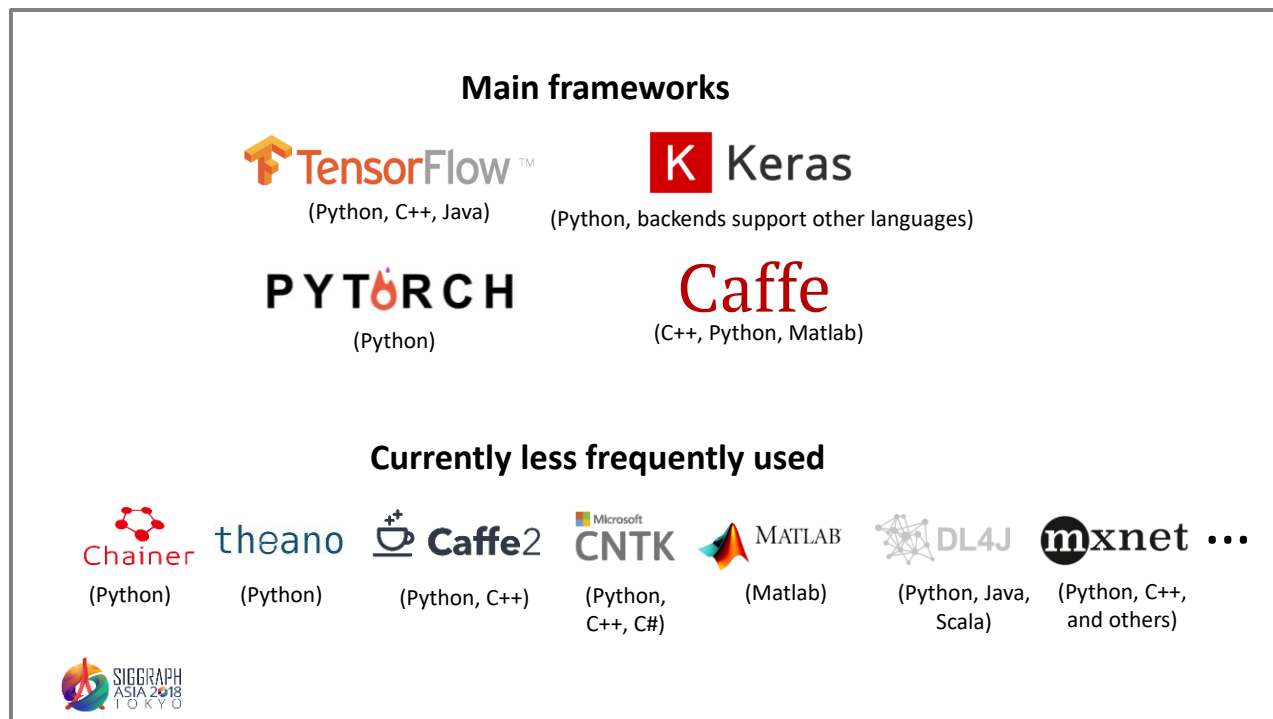 Main frameworks
TensorFlow ™
K Keras
(Python, C++, Java)
(Python, backends support other languages)
PYTORCH
Caffe
(Python)
(C++, Python, Matlab)
Currently less frequently used
Chainer
theano
Caffe2
Microsoft
CNTK
MATLAB
DL4J
mxnet ...
(Python)
(Python)
(Python, C++)
(Python,
C++, C#)
(Matlab)
(Python, Java,
Scala)
(Python, C++,
and others)
SIGGRAPH
ASIA 2018
TOKYO